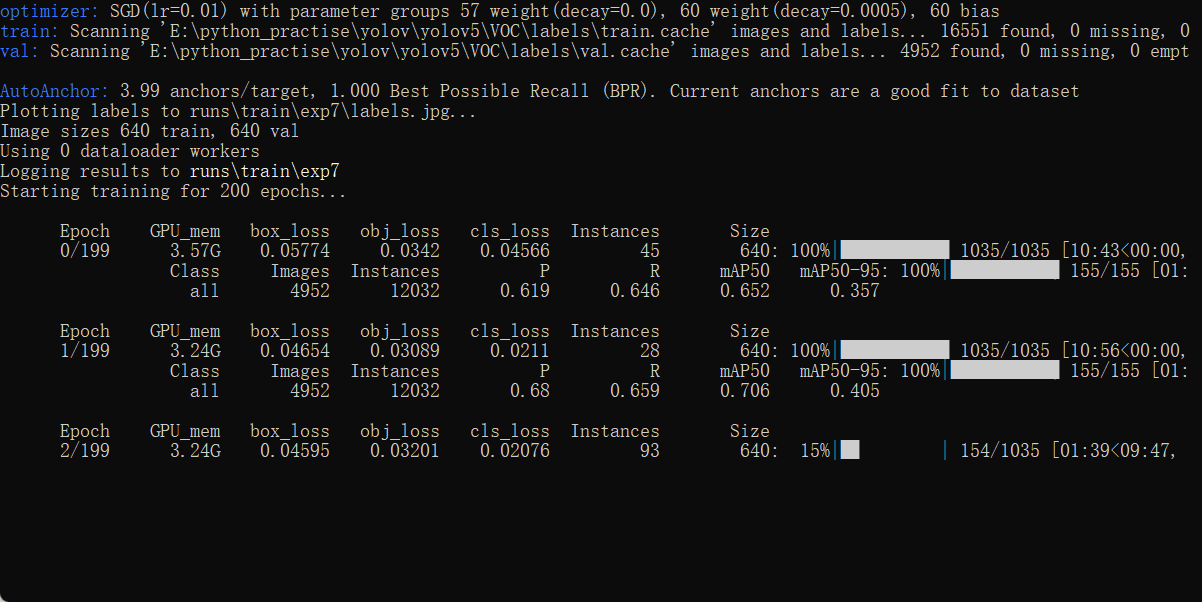 optimizer: SGD(lr=0.01) with parameter groups 57 weight(decay=0.0), 60 weight(decay=0.0005), 60 bias
train: Scanning 'E:\python_practise\yolov\yolov5\VOC\labels\train.cache' images and labels... 16551 found, 0 missing, 0
val: Scanning 'E:\python_practise\yolov\yolov5\VOC\labels\val.cache' images and labels... 4952 found, 0 missing, 0 empt
AutoAnchor: 3.99 anchors/target, 1.000 Best Possible Recall (BPR). Current anchors are a good fit to dataset
Plotting labels to runs\train\exp7\labels.jpg...
Image sizes 640 train, 640 val
Using 0 dataloader workers
Logging results to runs\train\exp7
Starting training for 200 epochs...
Epoch GPU_mem box_loss obj_loss cls_loss Instances Size
0/199 3.57G 0.05774 0.0342 0.04566 45 640: 100%| | 1035/1035 [10:43<00:00,
Class Images Instances P R mAP50 mAP50-95: 100%| | 155/155 [01:
all 4952 12032 0.619 0.646 0.652 0.357
Epoch GPU_mem box_loss obj_loss cls_loss Instances Size
1/199 3.24G 0.04654 0.03089 0.0211 28 640: 100%| | 1035/1035 [10:56<00:00,
Class Images Instances P R mAP50 mAP50-95: 100%| | 155/155 [01:
all 4952 12032 0.68 0.659 0.706 0.405
Epoch GPU_mem box_loss obj_loss cls_loss Instances Size
2/199 3.24G 0.04595 0.03201 0.02076 93 640: 15%| | 154/1035 [01:39<09:47,